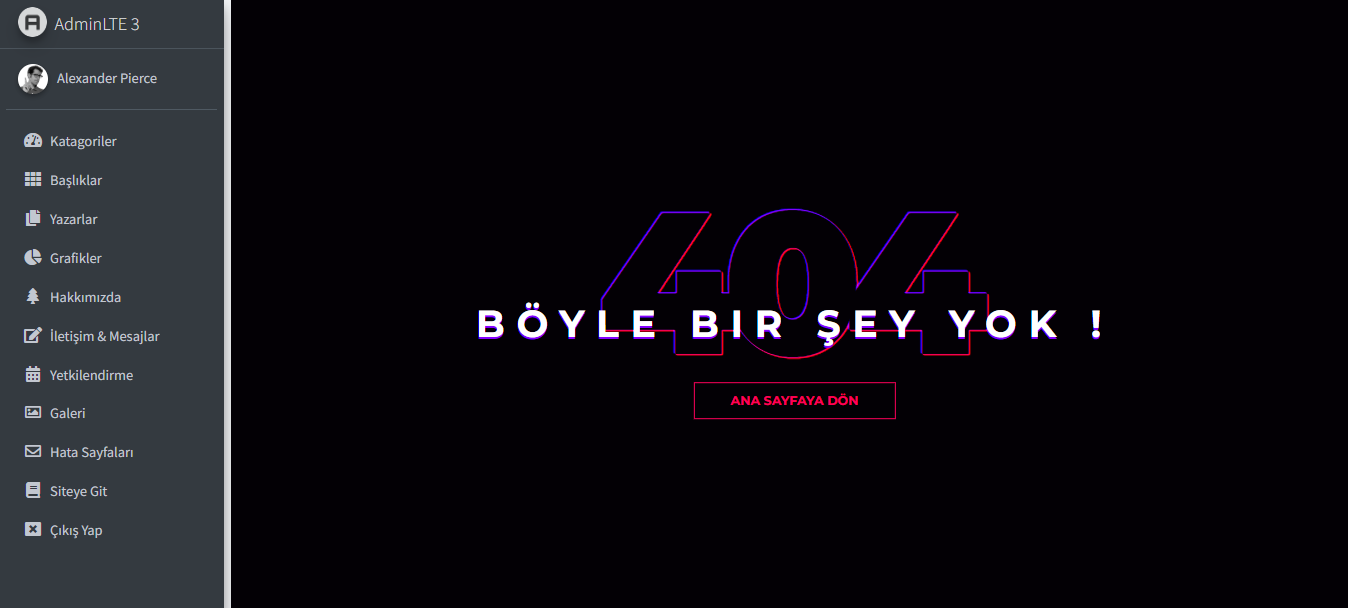 AdminLTE 3
Alexander Pierce
Katagoriler
Başlıklar
Yazarlar
Grafikler
Hakkımızda
İletişim & Mesajlar
Yetkilendirme
Galeri
Hata Sayfaları
Siteye Git
Çıkış Yap
404
BÖYLE BIR ŞEY YOK !
ANA SAYFAYA DÖN